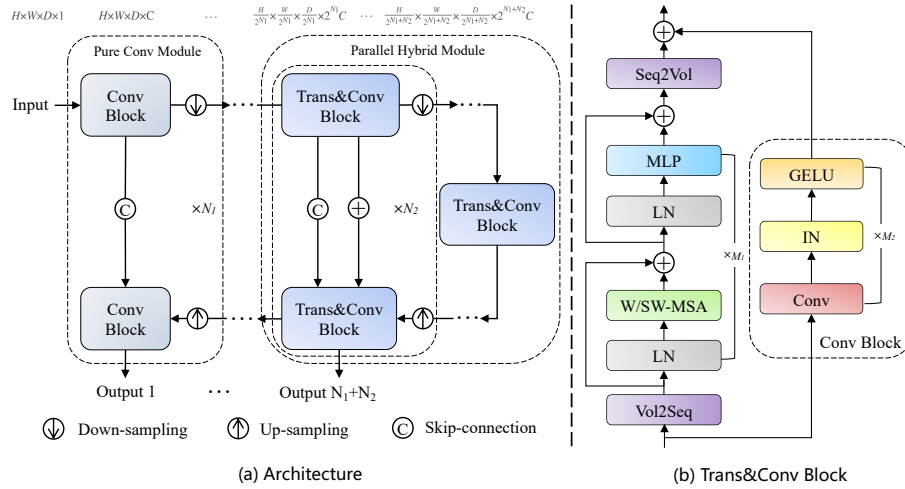 H×W×D×1 H×W×D×C ··· H/2^N1 × W/2^N1 × D/2^N1 × 2^N1 C ··· H/2^N1+N2 × W/2^N1+N2 × D/2^N1+N2 × 2^N1+N2 C
Pure Conv Module
Parallel Hybrid Module
Input
Conv
Block
Trans&Conv
Block
C
×N1
C
+
×N2
Trans&Conv
Block
Conv
Block
Trans&Conv
Block
Output 1 ··· Output N1+N2
Down-sampling
Up-sampling
C Skip-connection
(a) Architecture
+
Seq2Vol
+
MLP
LN
×M1
+
W/SW-MSA
LN
Vol2Seq
GELU
IN
×M2
Conv
Conv Block
(b) Trans&Conv Block